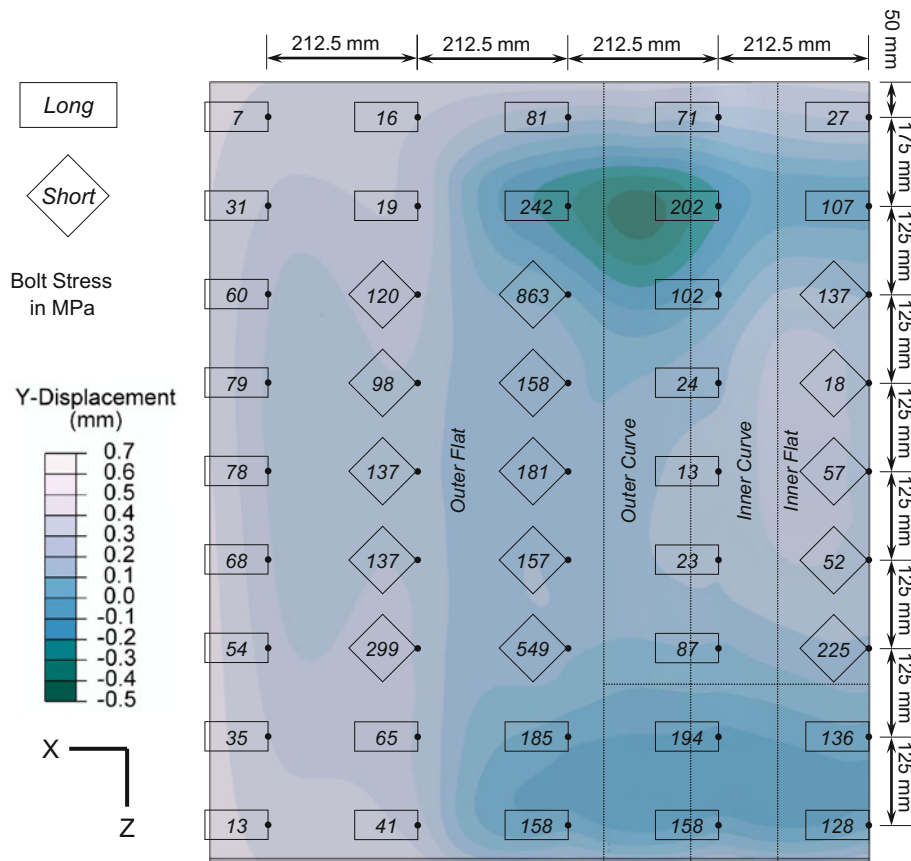 212.5 mm 212.5 mm 212.5 mm 212.5 mm
50 mm
Long
7 16 81 71 27
175 mm
Short
31 19 242 202 107
125 mm
Bolt Stress
in MPa
60 120 863 102 137
125 mm
79 98 158 24 18
125 mm
Y-Displacement
(mm)
0.7
0.6
0.5
0.4
0.3
0.2
0.1
0.0
-0.1
-0.2
-0.3
-0.4
-0.5
Outer Flat
Outer Curve
Inner Curve
Inner Flat
78 137 181 13 57
125 mm
68 137 157 23 52
125 mm
54 299 549 87 225
125 mm
X
Z
35 65 185 194 136
125 mm
13 41 158 158 128